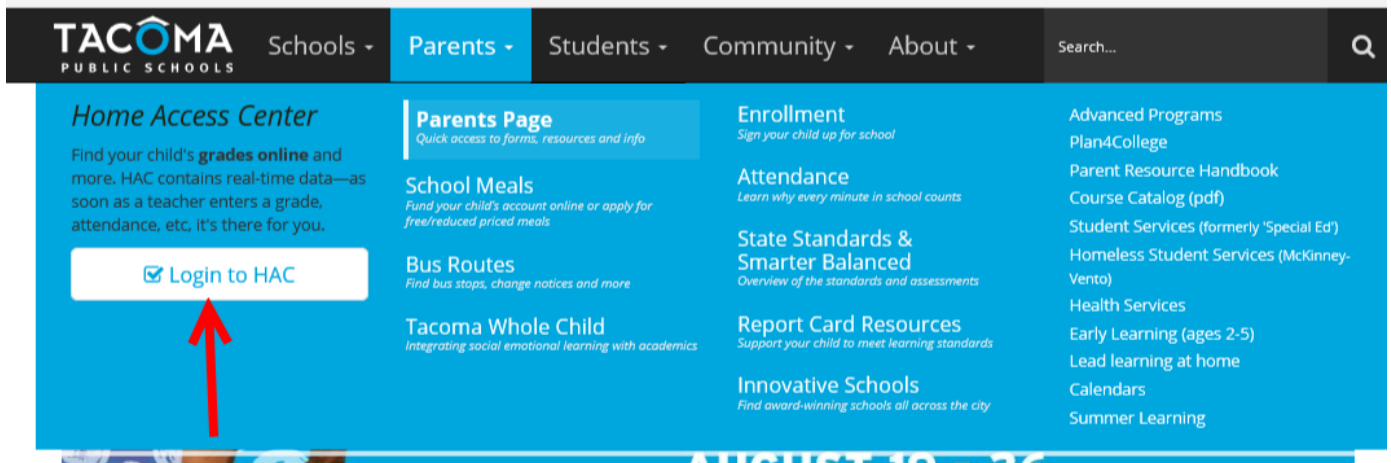 TACOMA
PUBLIC SCHOOLS
Schools
Parents
Students
Community
About
Search...
Home Access Center
Find your child's grades online and
more. HAC contains real-time data—as
soon as a teacher enters a grade,
attendance, etc, it's there for you.
Login to HAC
Parents Page
Quick access to forms, resources and info
School Meals
Fund your child's account online or apply for
free/reduced priced meals
Bus Routes
Find bus stops, change notices and more
Tacoma Whole Child
Integrating social emotional learning with academics
Enrollment
Sign your child up for school
Attendance
Learn why every minute in school counts
State Standards &
Smarter Balanced
Overview of the standards and assessments
Report Card Resources
Support your child to meet learning standards
Innovative Schools
Find award-winning schools all across the city
Advanced Programs
Plan4College
Parent Resource Handbook
Course Catalog (pdf)
Student Services (formerly 'Special Ed')
Homeless Student Services (McKinney-
Vento)
Health Services
Early Learning (ages 2-5)
Lead learning at home
Calendars
Summer Learning